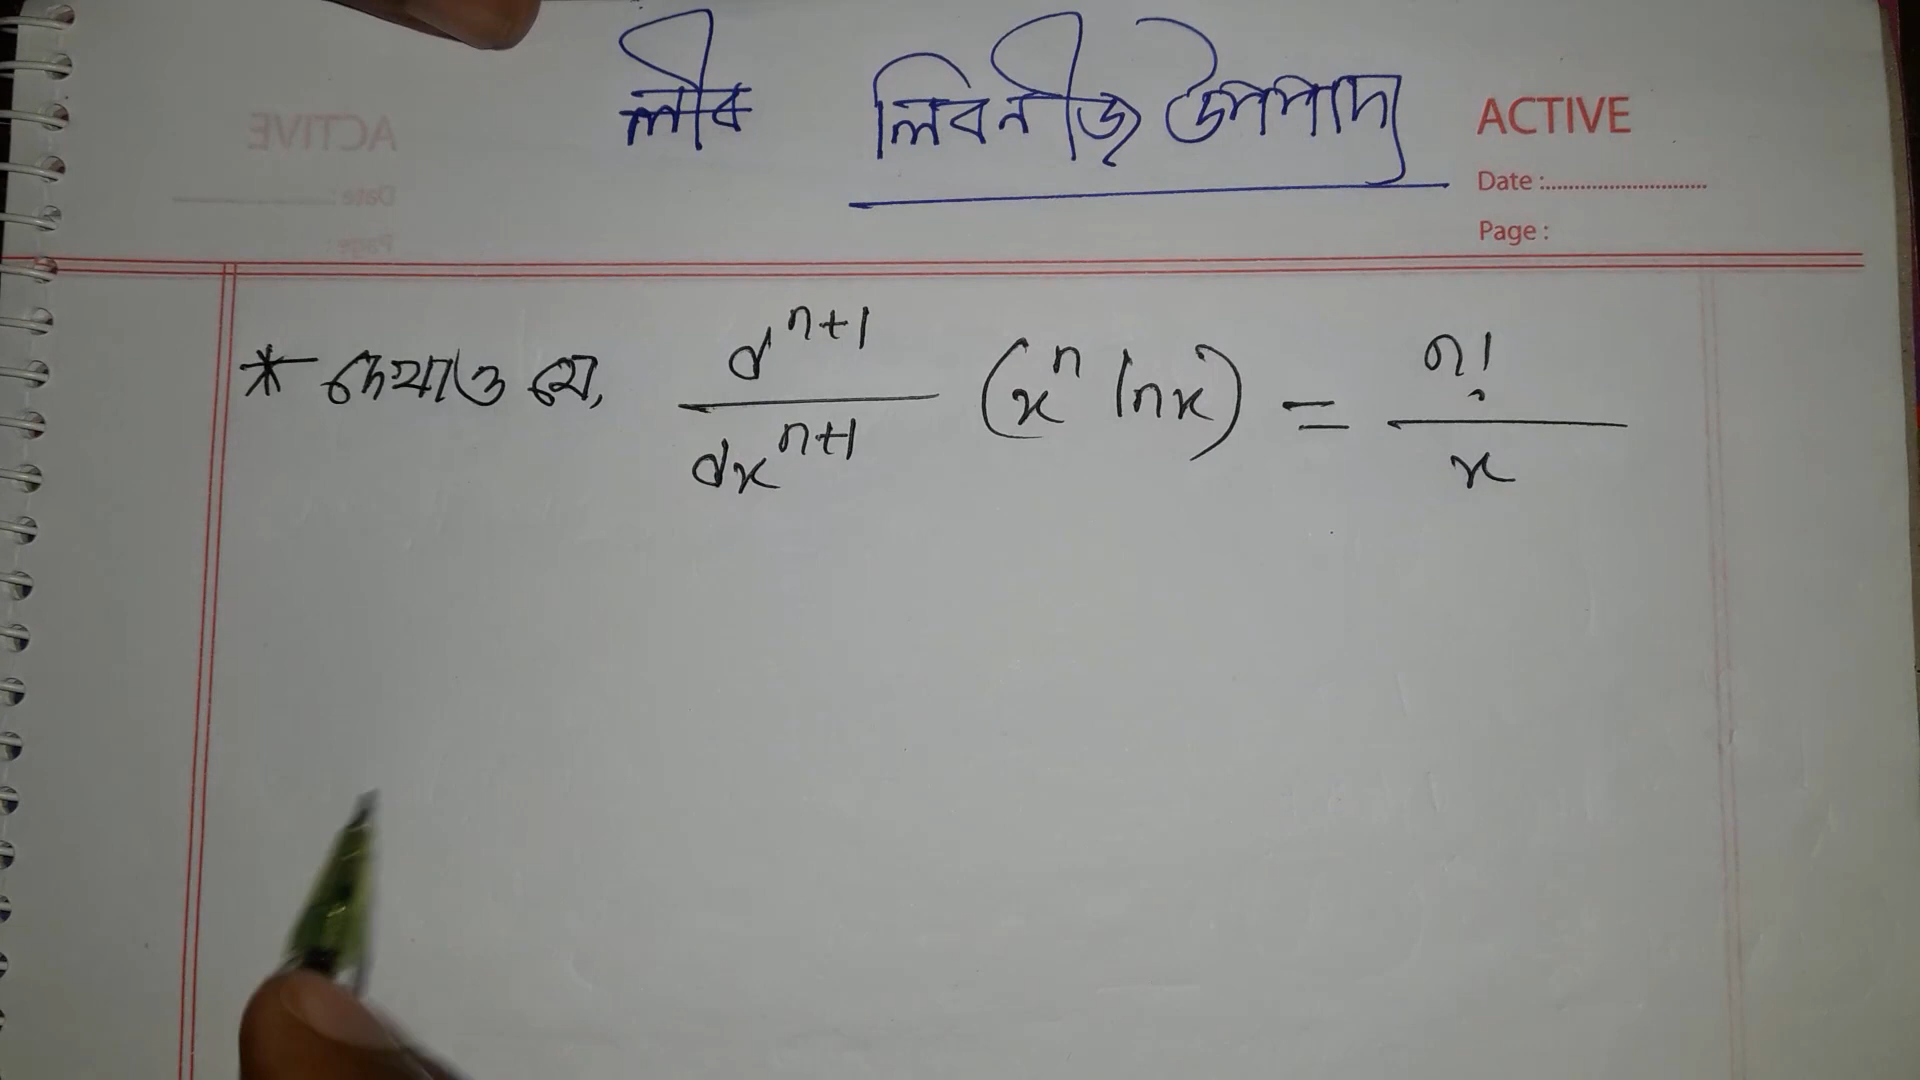 লীব লিবনীজ উপপাদ্য
ACTIVE
Date :
Page :
* দেখাও যে, d^{n+1}/dx^{n+1} (x^n ln x) = n!/x